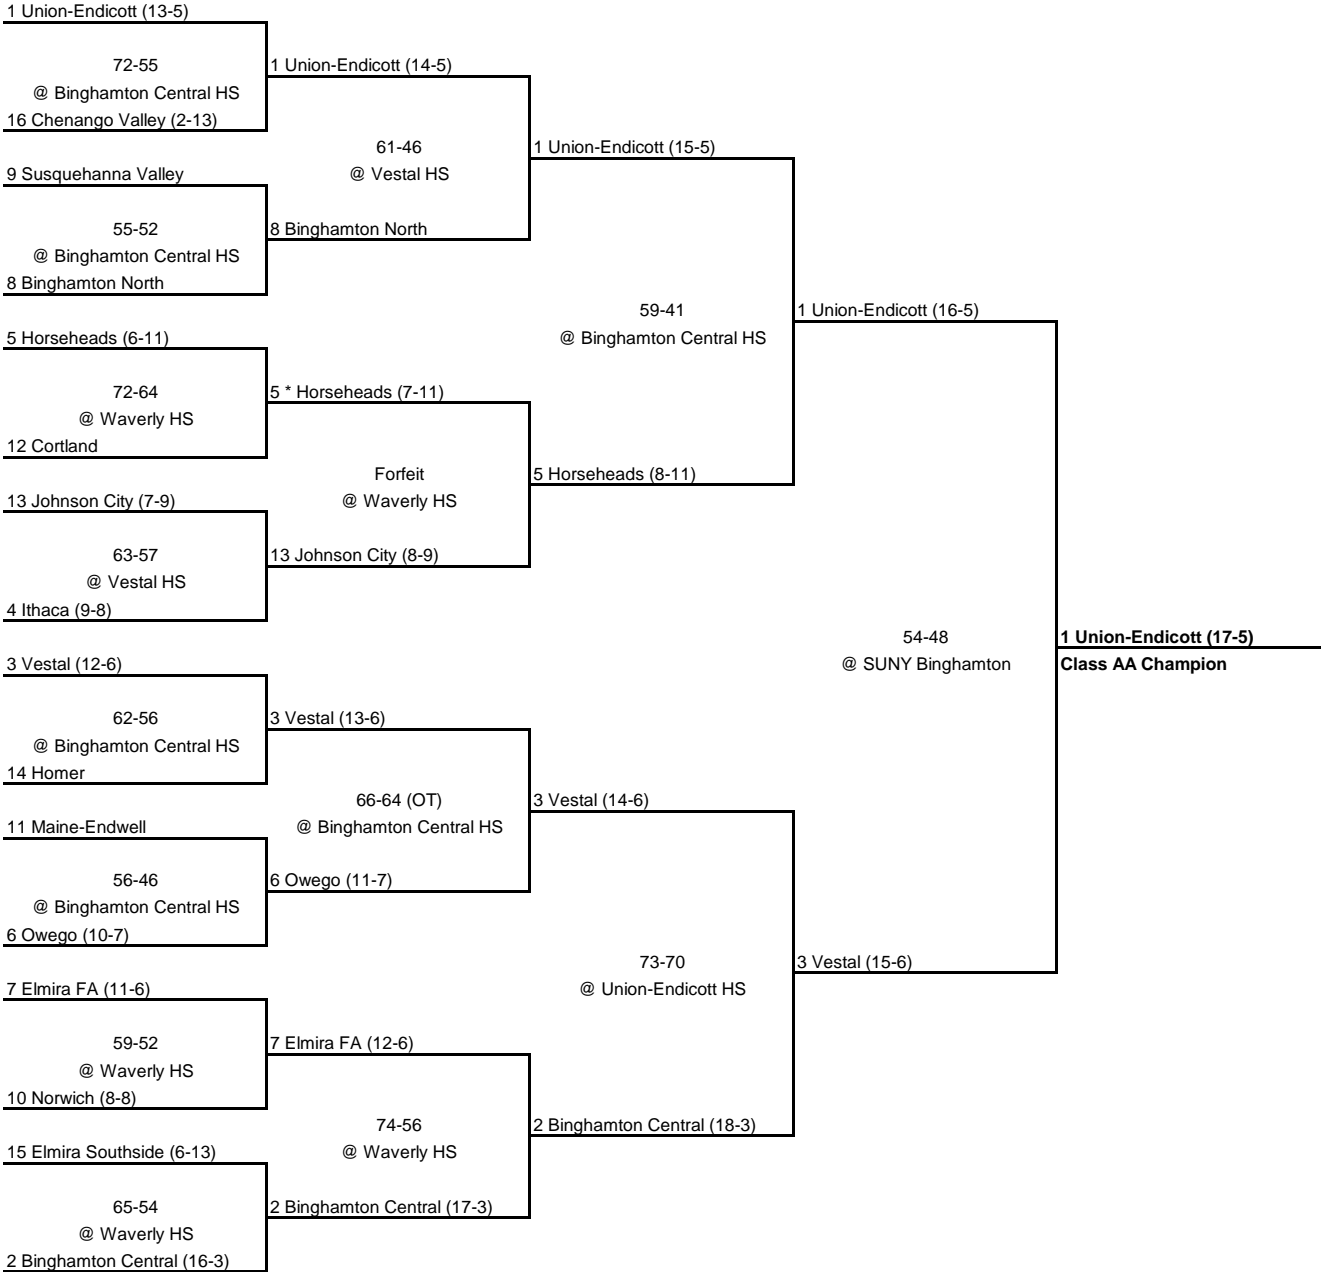 1 Union-Endicott (13-5)
72-55
@ Binghamton Central HS
16 Chenango Valley (2-13)
9 Susquehanna Valley
55-52
@ Binghamton Central HS
8 Binghamton North
5 Horseheads (6-11)
72-64
@ Waverly HS
12 Cortland
13 Johnson City (7-9)
63-57
@ Vestal HS
4 Ithaca (9-8)
3 Vestal (12-6)
62-56
@ Binghamton Central HS
14 Homer
11 Maine-Endwell
56-46
@ Binghamton Central HS
6 Owego (10-7)
7 Elmira FA (11-6)
59-52
@ Waverly HS
10 Norwich (8-8)
15 Elmira Southside (6-13)
65-54
@ Waverly HS
2 Binghamton Central (16-3)
1 Union-Endicott (14-5)
61-46
@ Vestal HS
8 Binghamton North
5 * Horseheads (7-11)
Forfeit
@ Waverly HS
13 Johnson City (8-9)
3 Vestal (13-6)
66-64 (OT)
@ Binghamton Central HS
6 Owego (11-7)
7 Elmira FA (12-6)
74-56
@ Waverly HS
2 Binghamton Central (17-3)
1 Union-Endicott (15-5)
59-41
@ Binghamton Central HS
5 Horseheads (8-11)
3 Vestal (14-6)
73-70
@ Union-Endicott HS
2 Binghamton Central (18-3)
1 Union-Endicott (16-5)
54-48
@ SUNY Binghamton
3 Vestal (15-6)
1 Union-Endicott (17-5)
Class AA Champion